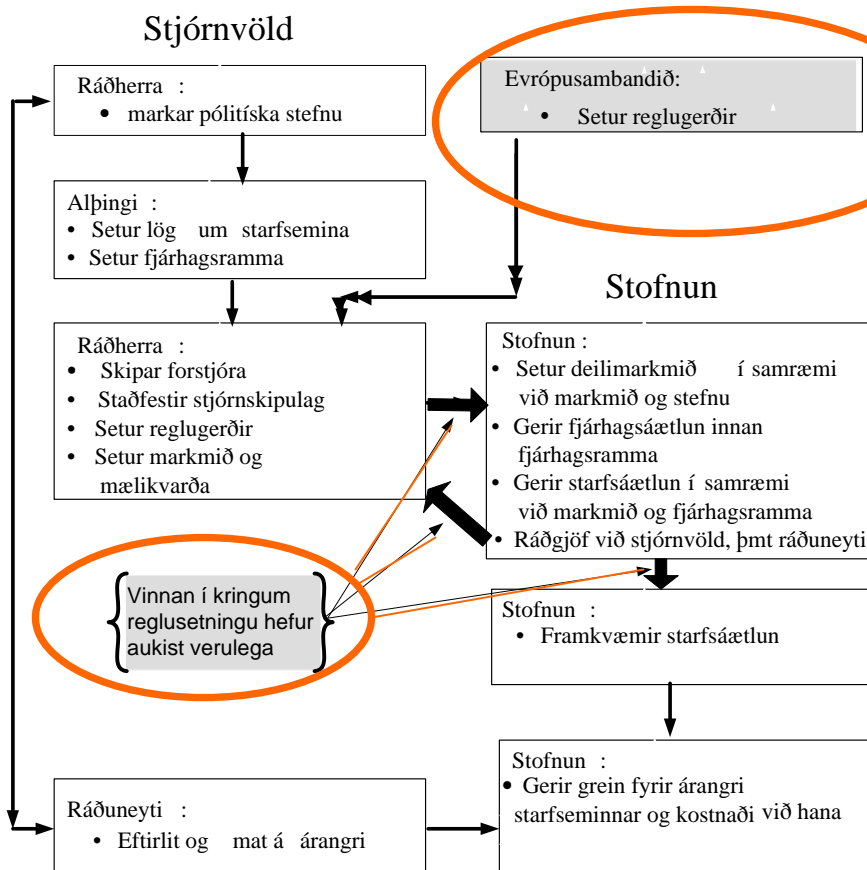 Stjórnvöld
Ráðherra :
• markar pólitíska stefnu
Evrópusambandið:
• Setur reglugerðir
Alþingi :
• Setur lög um starfsemina
• Setur fjárhagsramma
Stofnun
Ráðherra :
• Skipar forstjóra
• Staðfestir stjórnskipulag
• Setur reglugerðir
• Setur markmið og
mælikvarða
Stofnun :
• Setur deilimarkmið í samræmi
við markmið og stefnu
• Gerir fjárhagsáætlun innan
fjárhagsramma
• Gerir starfsáætlun í samræmi
við markmið og fjárhagsramma
• Ráðgjöf við stjórnvöld, þmt ráðuneyti
Vinnan í kringum
reglusetningu hefur
aukist verulega
Stofnun :
• Framkvæmir starfsáætlun
Stofnun :
• Gerir grein fyrir árangri
starfseminnar og kostnaði við hana
Ráðuneyti :
• Eftirlit og mat á árangri